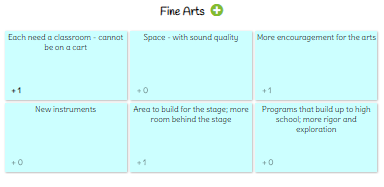 Fine Arts
Each need a classroom - cannot
be on a cart
+1
Space - with sound quality
+0
More encouragement for the arts
+1
New instruments
+0
Area to build for the stage; more
room behind the stage
+1
Programs that build up to high
school; more rigor and
exploration
+0